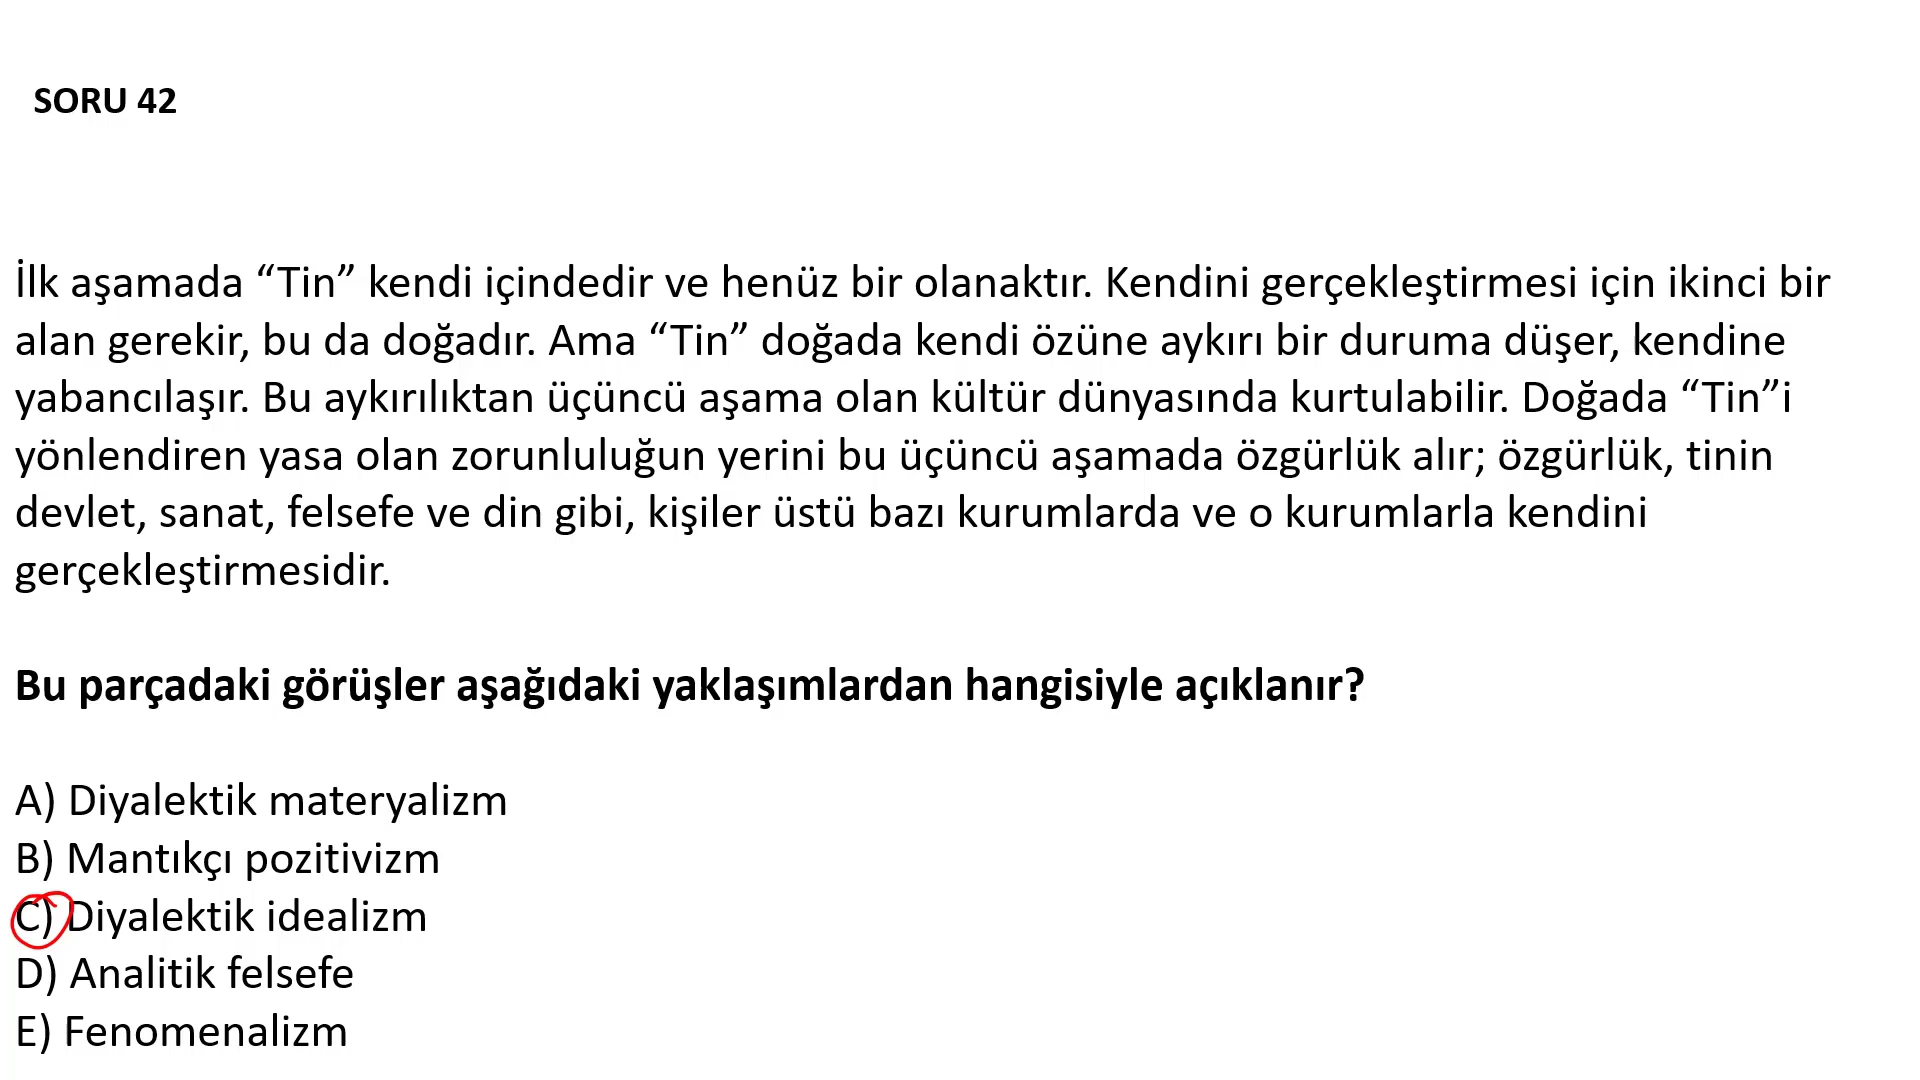 SORU 42
İlk aşamada “Tin” kendi içindedir ve henüz bir olanaktır. Kendini gerçekleştirmesi için ikinci bir
alan gerekir, bu da doğadır. Ama “Tin” doğada kendi özüne aykırı bir duruma düşer, kendine
yabancılaşır. Bu aykırılıktan üçüncü aşama olan kültür dünyasında kurtulabilir. Doğada “Tin”i
yönlendiren yasa olan zorunluluğun yerini bu üçüncü aşamada özgürlük alır; özgürlük, tinin
devlet, sanat, felsefe ve din gibi, kişiler üstü bazı kurumlarda ve o kurumlarla kendini
gerçekleştirmesidir.
Bu parçadaki görüşler aşağıdaki yaklaşımlardan hangisiyle açıklanır?
A) Diyalektik materyalizm
B) Mantıkçı pozitivizm
C) Diyalektik idealizm
D) Analitik felsefe
E) Fenomenalizm